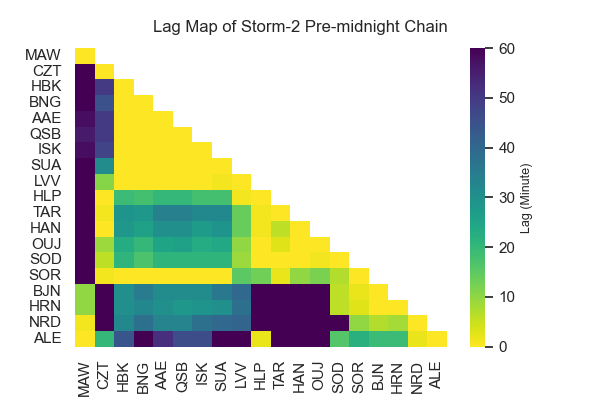 Lag Map of Storm-2 Pre-midnight Chain
MAW
CZT
HBK
BNG
AAE
QSB
ISK
SUA
LVV
HLP
TAR
HAN
OUJ
SOD
SOR
BJN
HRN
NRD
ALE
MAW CZT HBK BNG AAE QSB ISK SUA LVV HLP TAR HAN OUJ SOD SOR BJN HRN NRD ALE
60
50
40
30
20
10
0
Lag (Minute)